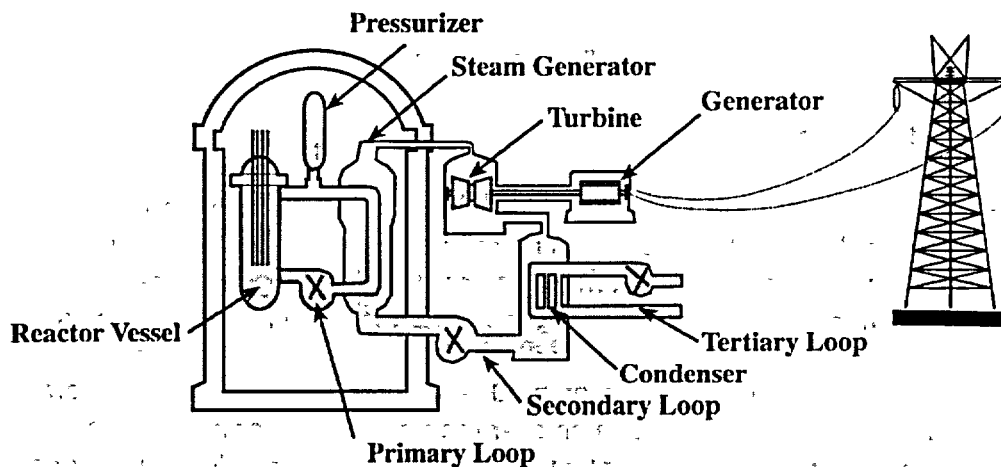 Pressurizer
Steam Generator
Turbine
Generator
Reactor Vessel
Tertiary Loop
Condenser
Secondary Loop
Primary Loop